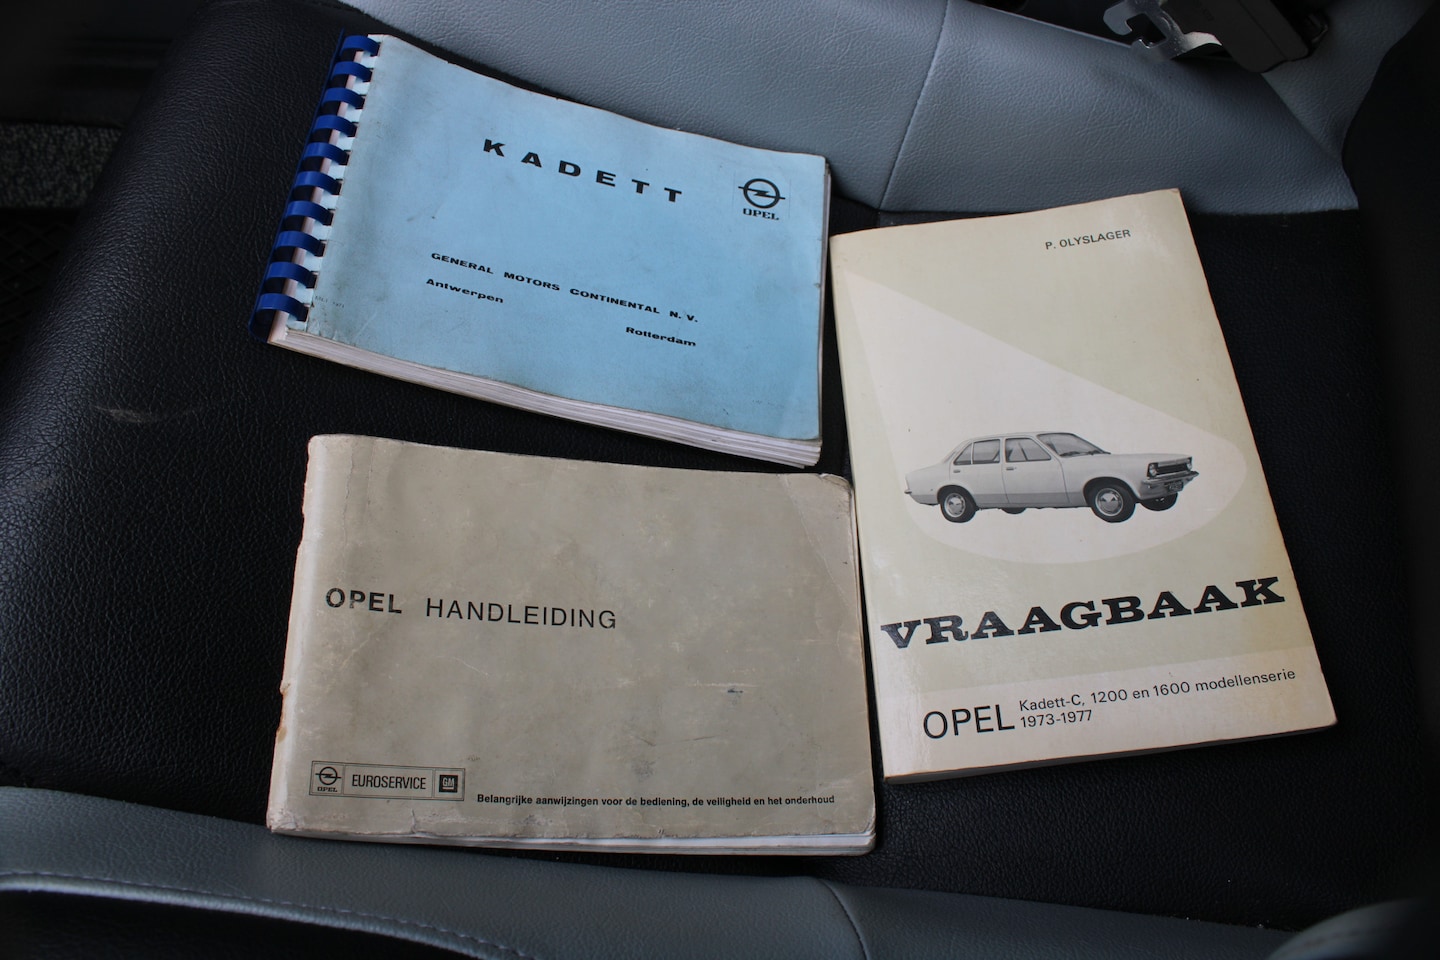 KADETT
OPEL
GENERAL MOTORS CONTINENTAL N.V.
Antwerpen
Rotterdam
P. OLYSLAGER
VRAAGBAAK
OPEL Kadett-C, 1200 en 1600 modellenserie
1973-1977
OPEL HANDLEIDING
OPEL EUROSERVICE GM
Belangrijke aanwijzingen voor de bediening, de veiligheid en het onderhoud